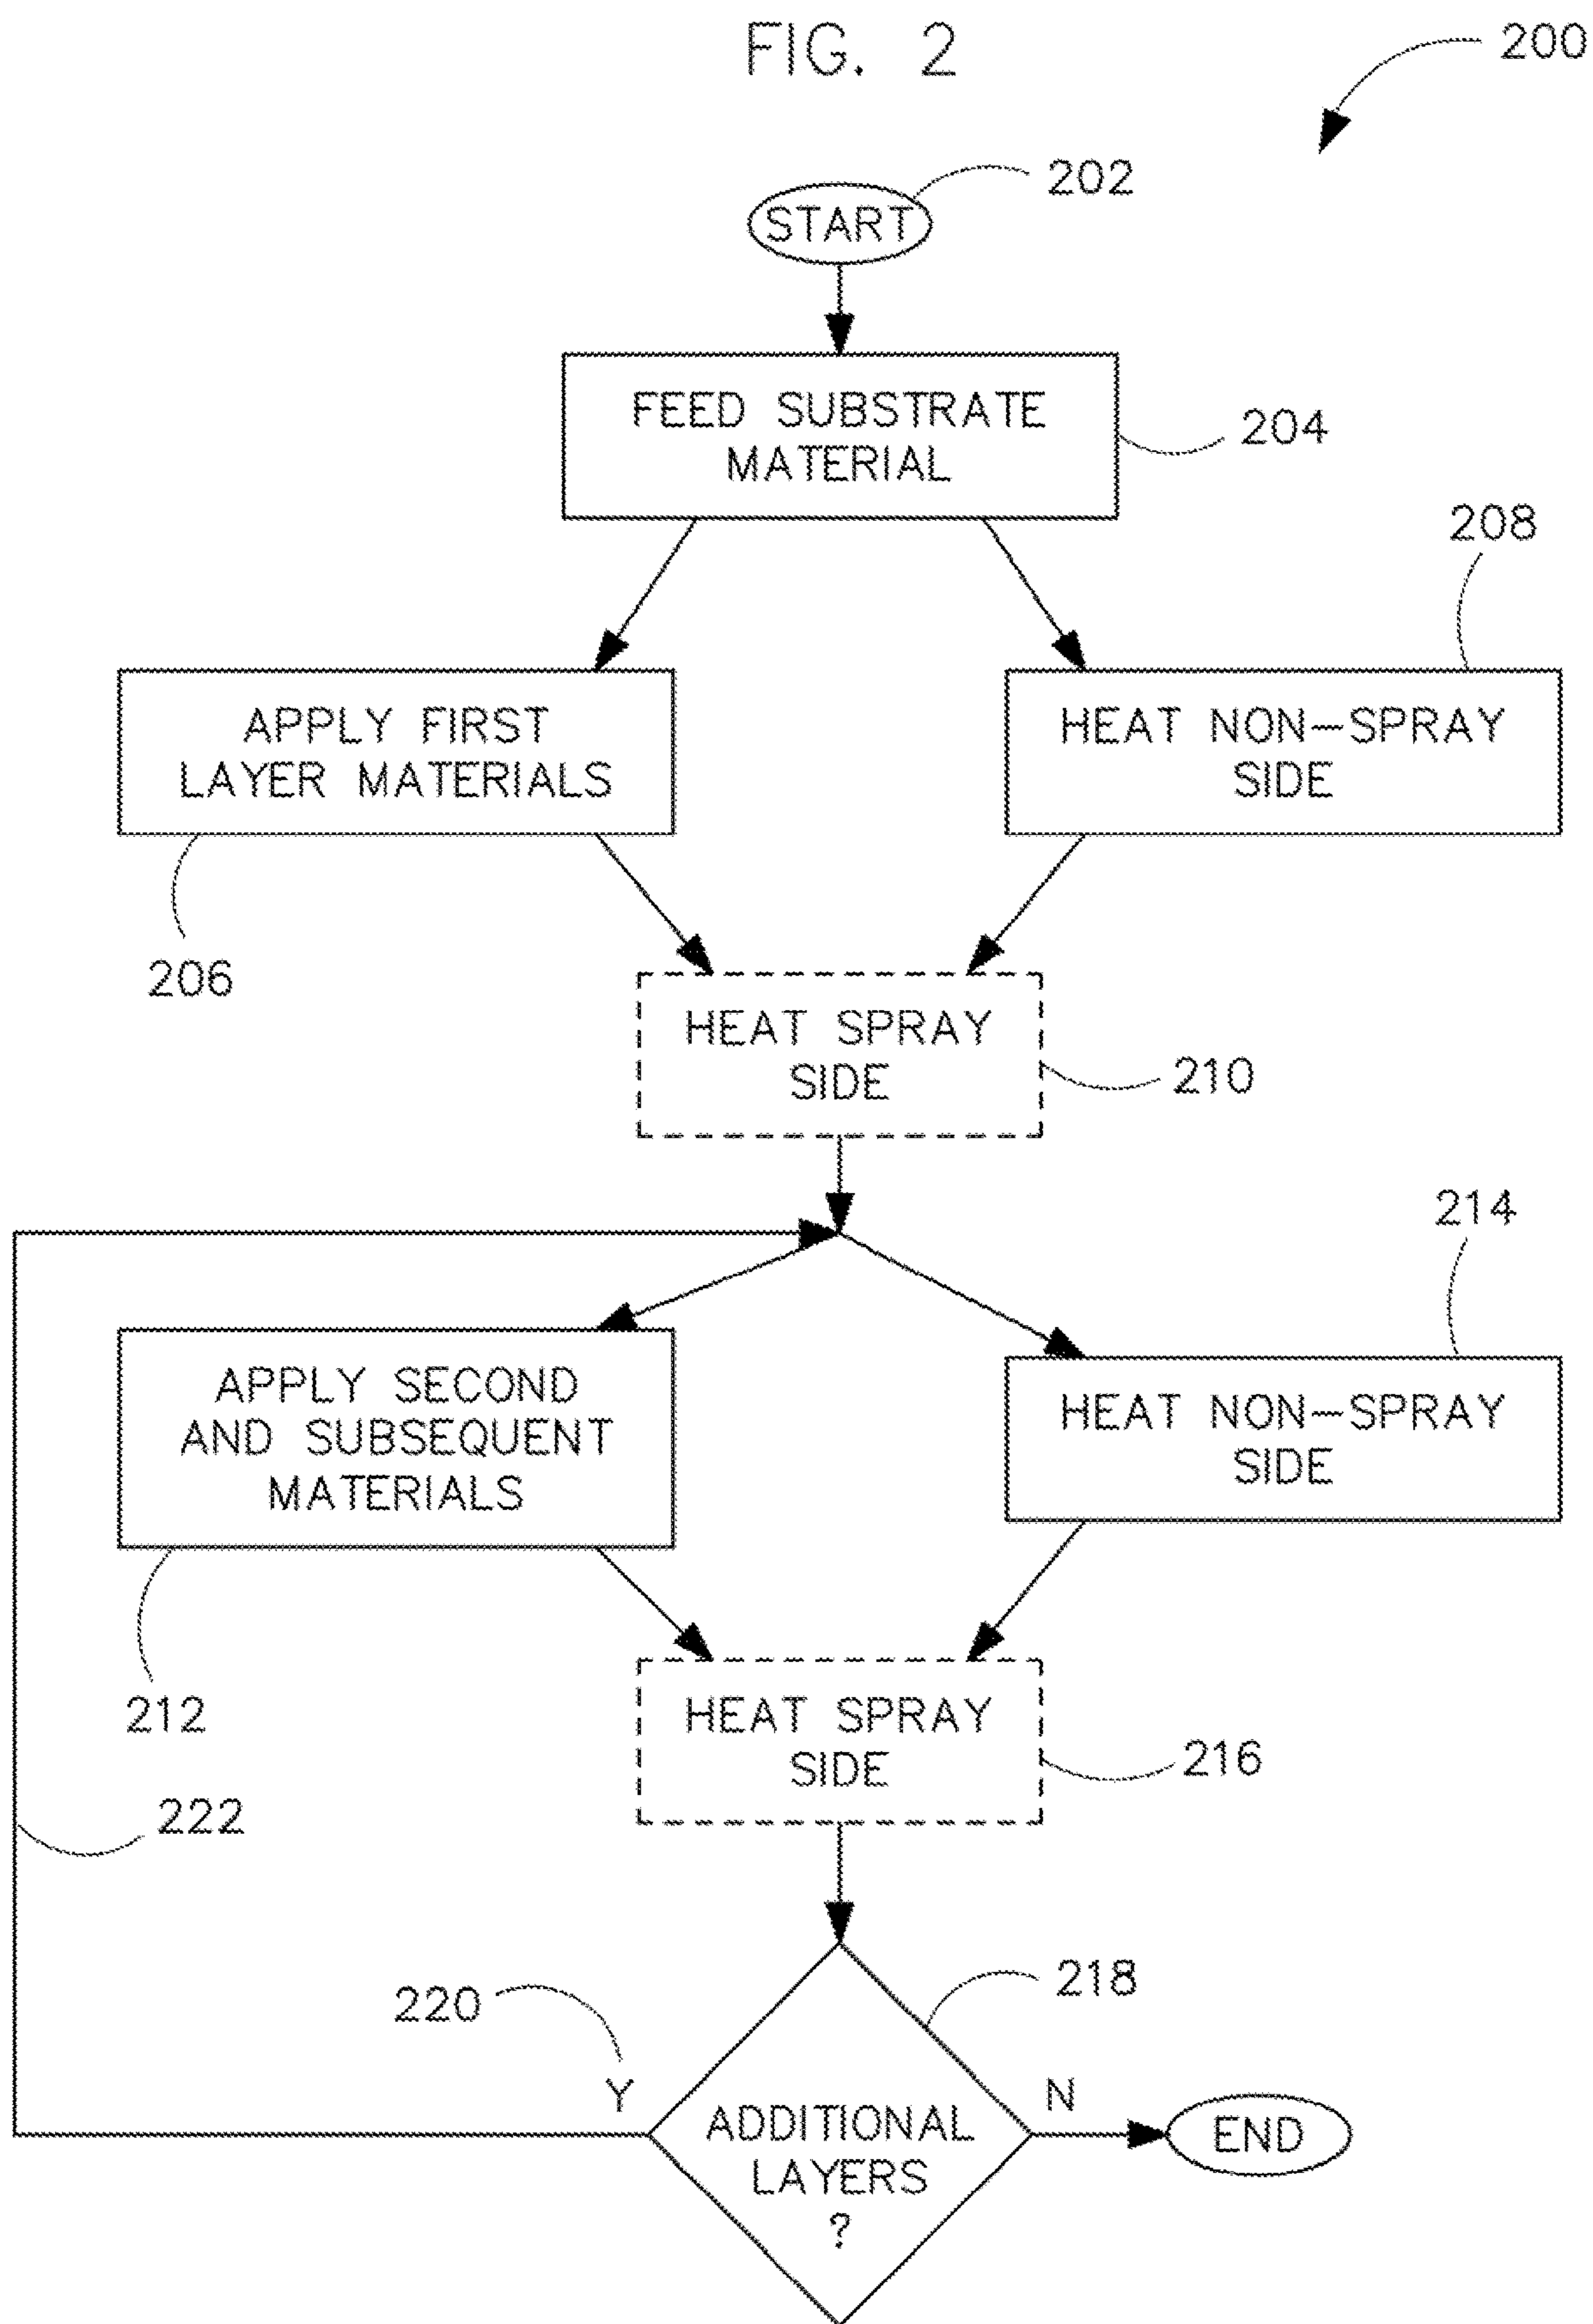 FIG. 2
200
202
START
FEED SUBSTRATE
MATERIAL
204
208
APPLY FIRST
LAYER MATERIALS
HEAT NON-SPRAY
SIDE
206
HEAT SPRAY
SIDE
210
214
APPLY SECOND
AND SUBSEQUENT
MATERIALS
HEAT NON-SPRAY
SIDE
212
HEAT SPRAY
SIDE
216
222
218
220
Y
N
ADDITIONAL
LAYERS
?
END